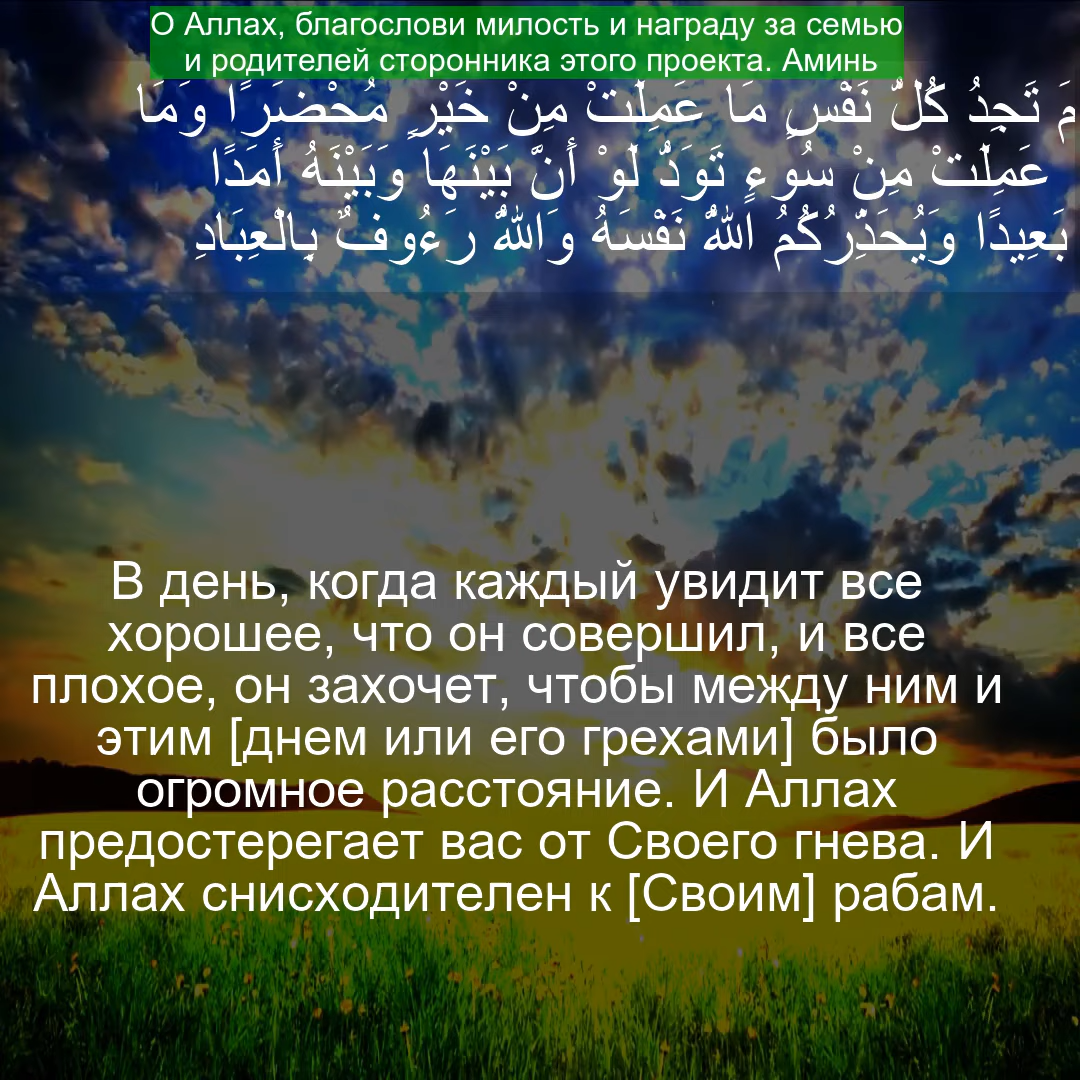 О Аллах, благослови милость и награду за семью
и родителей сторонника этого проекта. Аминь
مَ تَجِدُ كُلُّ نَفْسٍ مَا عَمِلَتْ مِنْ خَيْرٍ مُحْضَرًا وَمَا
عَمِلَتْ مِنْ سُوءٍ تَوَدُّ لَوْ أَنَّ بَيْنَهَا وَبَيْنَهُ أَمَدًا
بَعِيدًا وَيُحَذِّرُكُمُ اللَّهُ نَفْسَهُ وَاللَّهُ رَءُوفٌ بِالْعِبَادِ
В день, когда каждый увидит все
хорошее, что он совершил, и все
плохое, он захочет, чтобы между ним и
этим [днем или его грехами] было
огромное расстояние. И Аллах
предостерегает вас от Своего гнева. И
Аллах снисходителен к [Своим] рабам.